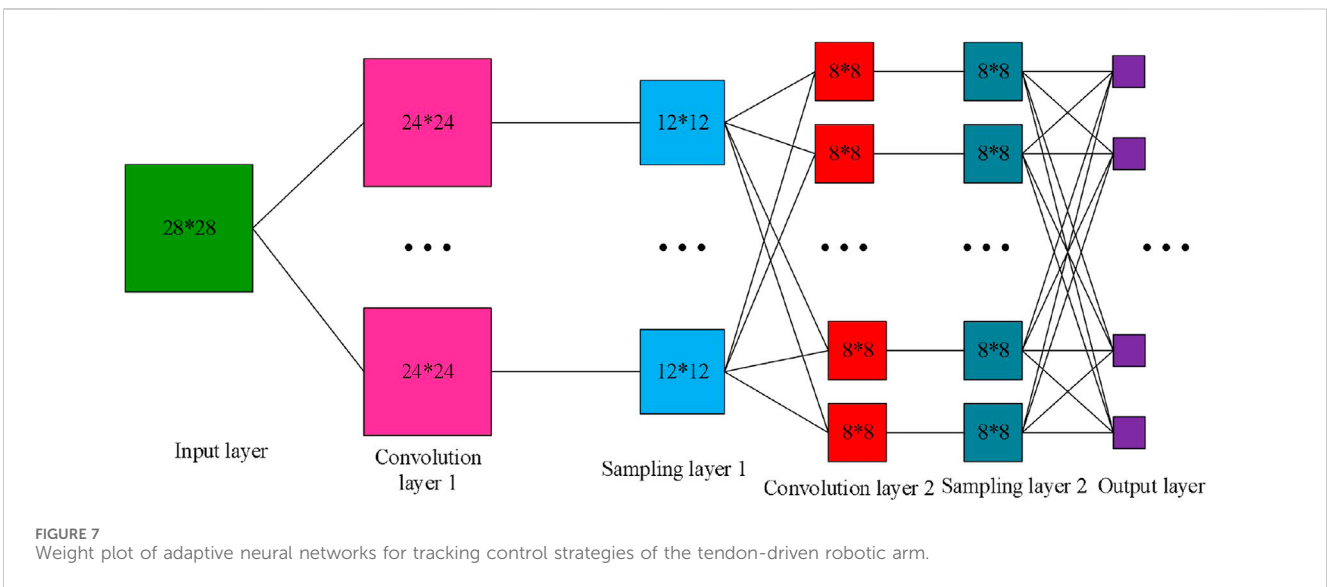 28*28
24*24
24*24
12*12
12*12
8*8
8*8
8*8
8*8
8*8
8*8
8*8
8*8
• • •
• • •
• • •
• • •
• • •
Input layer
Convolution
layer 1
Sampling layer 1
Convolution layer 2
Sampling layer 2
Output layer
FIGURE 7
Weight plot of adaptive neural networks for tracking control strategies of the tendon-driven robotic arm.